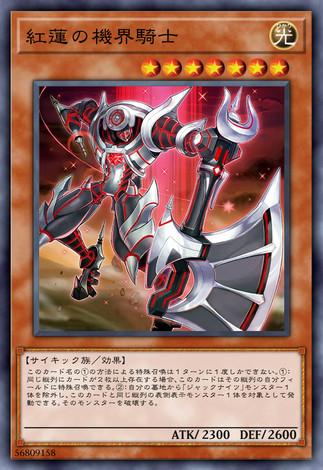 紅蓮の機界騎士
光
【サイキック族／効果】
このカード名の①の方法による特殊召喚は１ターンに１度しかできない。①：
同じ縦列にカードが２枚以上存在する場合、このカードはその縦列の自分フィ
ールドに特殊召喚できる。②：自分の墓地から「ジャックナイツ」モンスター１
体を除外し、このカードと同じ縦列の表側表示モンスター１体を対象として発
動できる。そのモンスターを破壊する。
ATK/ 2300 DEF/2600
56809158